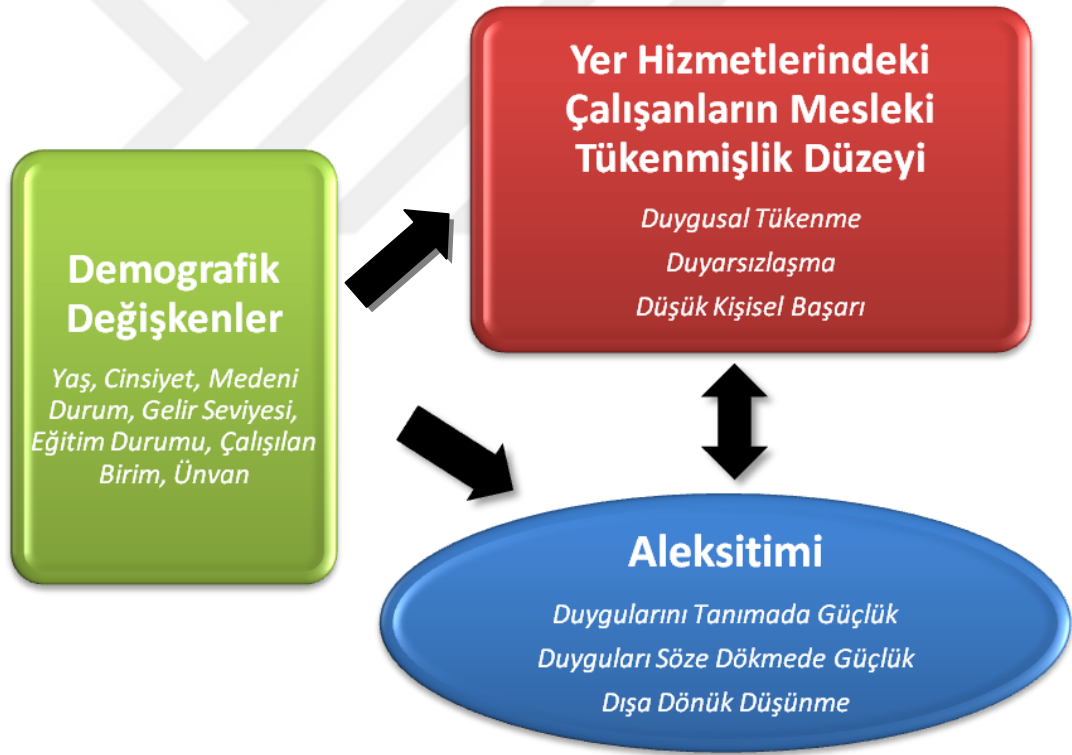 Yer Hizmetlerindeki
Çalışanların Mesleki
Tükenmişlik Düzeyi
Duygusal Tükenme
Duyarsızlaşma
Düşük Kişisel Başarı
Demografik
Değişkenler
Yaş, Cinsiyet, Medeni
Durum, Gelir Seviyesi,
Eğitim Durumu, Çalışılan
Birim, Ünvan
Aleksitimi
Duygularını Tanımada Güçlük
Duyguları Söze Dökmede Güçlük
Dışa Dönük Düşünme